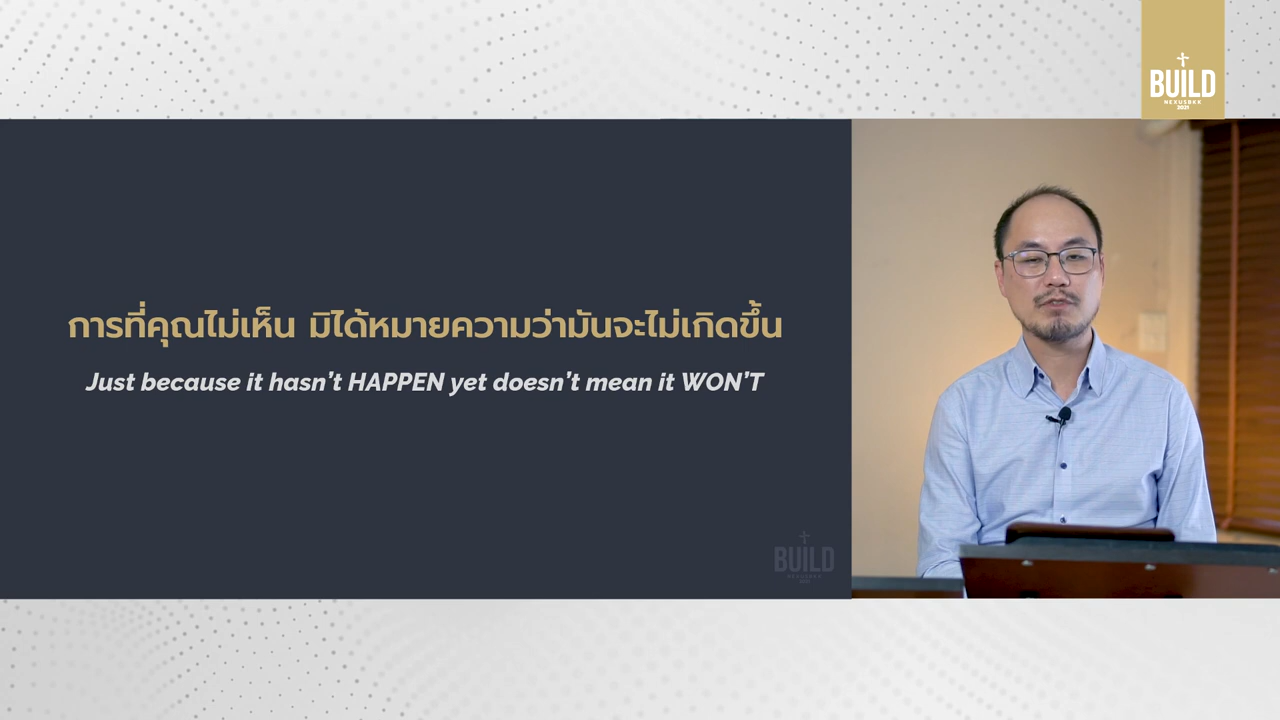 BUILD
NEXUSBKK
2021
การที่คุณไม่เห็น มิได้หมายความว่ามันจะไม่เกิดขึ้น
Just because it hasn't HAPPEN yet doesn't mean it WON'T
BUILD
NEXUSBKK
2021